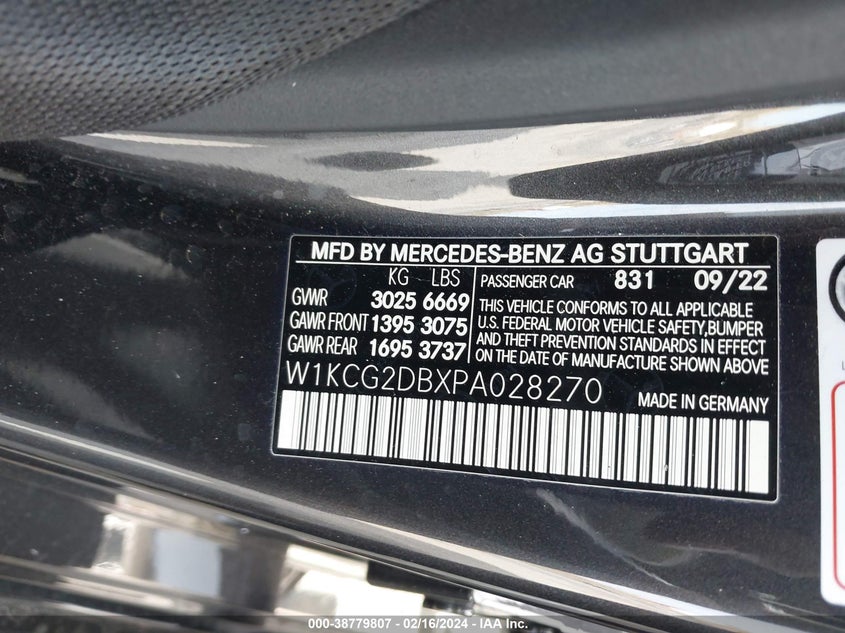 MFD BY MERCEDES-BENZ AG STUTTGART
KG LBS
GVWR 3025 6669
GAWR FRONT 1395 3075
GAWR REAR 1695 3737
PASSENGER CAR 831 09/22
THIS VEHICLE CONFORMS TO ALL APPLICABLE
U.S. FEDERAL MOTOR VEHICLE SAFETY,BUMPER
AND THEFT PREVENTION STANDARDS IN EFFECT
ON THE DATE OF MANUFACTURE SHOWN ABOVE
W1KCG2DBXPA028270 MADE IN GERMANY
000-38779807 - 02/16/2024 - IAA Inc.